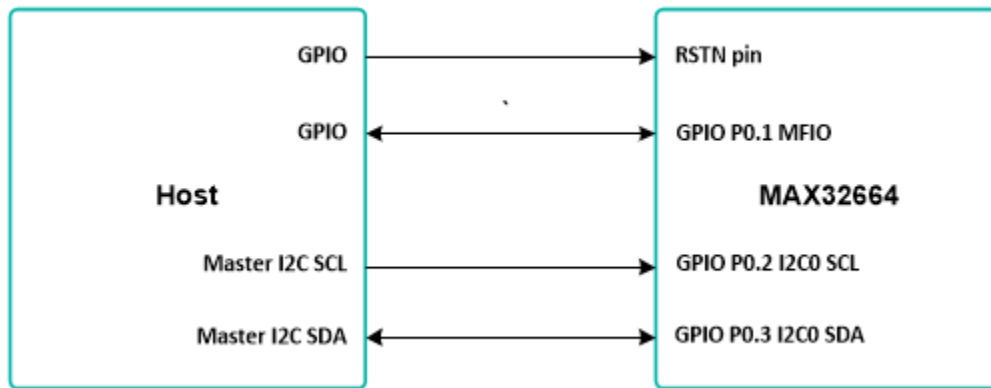 GPIO
RSTN pin
GPIO
GPIO P0.1 MFIO
Host
MAX32664
Master I2C SCL
GPIO P0.2 I2C0 SCL
Master I2C SDA
GPIO P0.3 I2C0 SDA